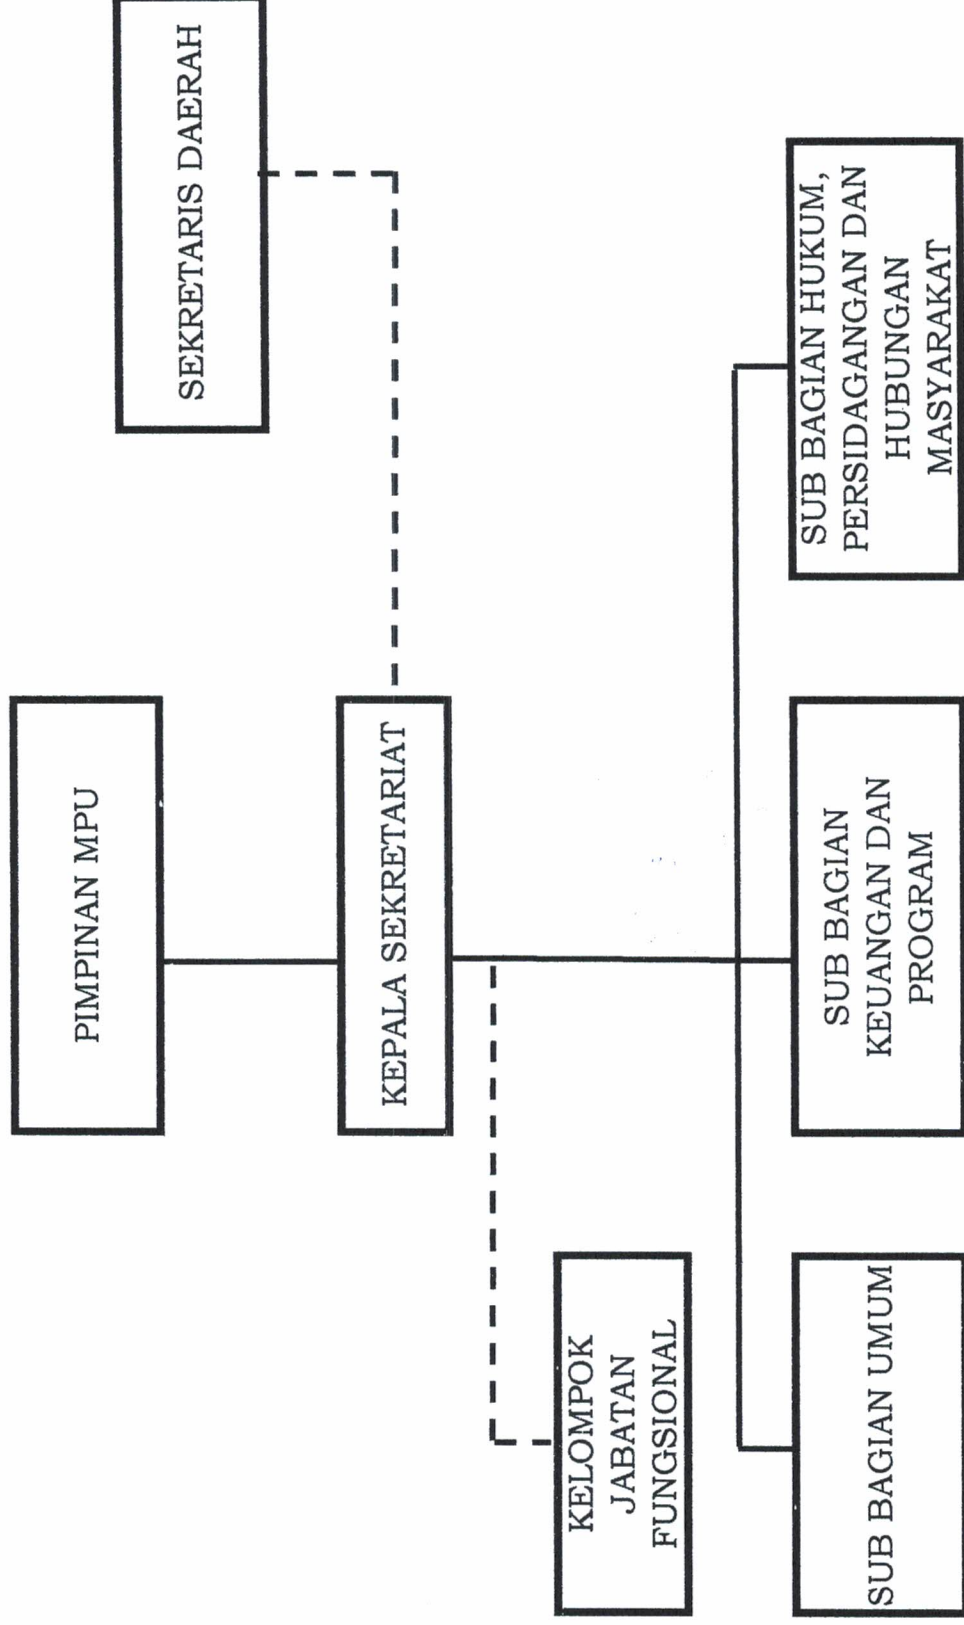 PIMPINAN MPU
SEKRETARIS DAERAH
KEPALA SEKRETARIAT
KELOMPOK
JABATAN
FUNGSIONAL
SUB BAGIAN UMUM
SUB BAGIAN
KEUANGAN DAN
PROGRAM
SUB BAGIAN HUKUM,
PERSIDAGANGAN DAN
HUBUNGAN
MASYARAKAT